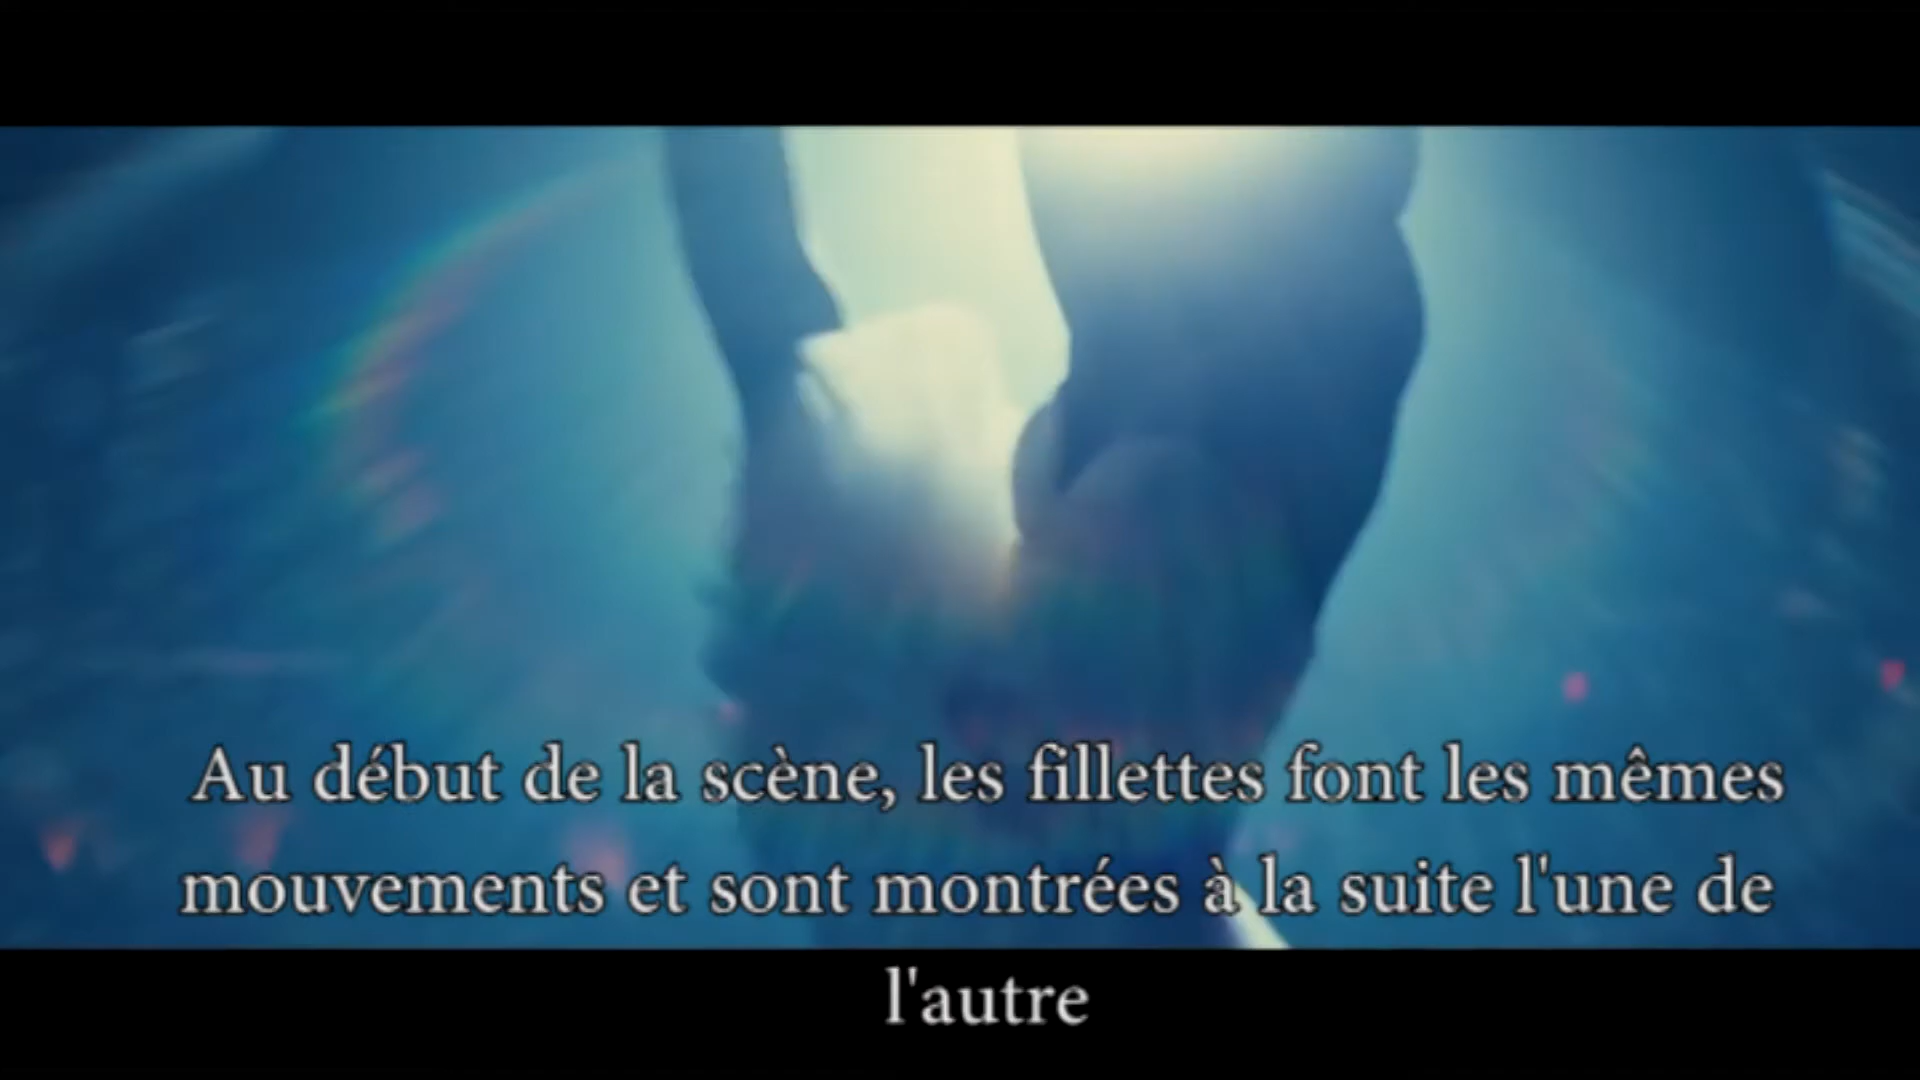 Au début de la scène, les fillettes font les mêmes
mouvements et sont montrées à la suite l'une de
l'autre